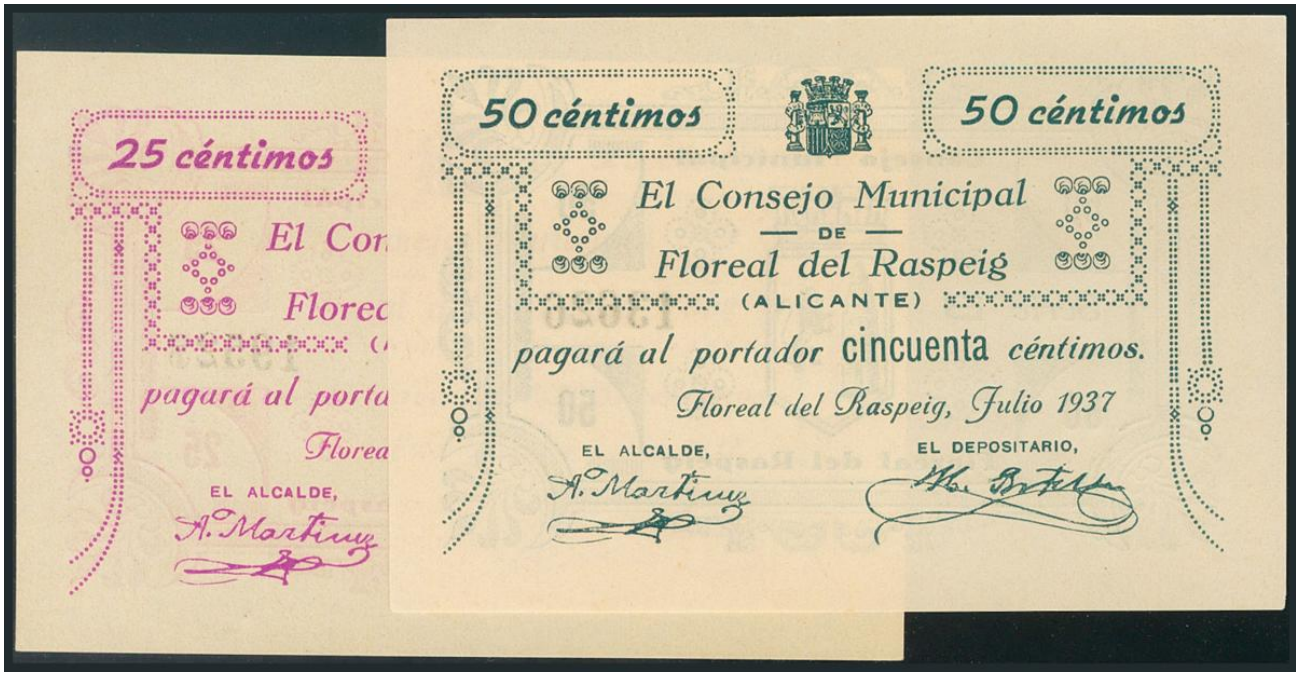 25 céntimos
El Con
Floreal
pagará al porta
Florea
EL ALCALDE,
A. Martinez
50 céntimos
50 céntimos
El Consejo Municipal
DE
Floreal del Raspeig
(ALICANTE)
pagará al portador cincuenta céntimos.
Floreal del Raspeig, Julio 1937
EL ALCALDE,
EL DEPOSITARIO,
A. Martinez